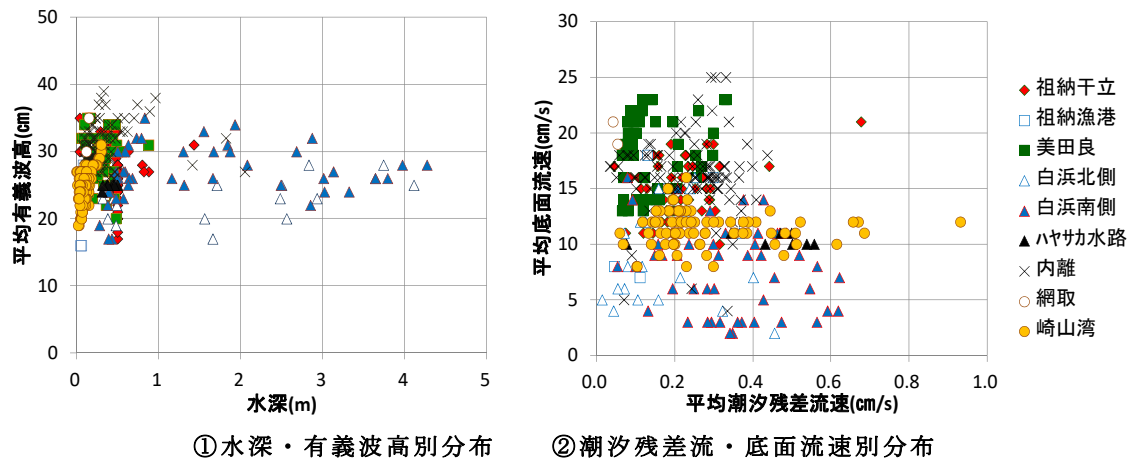 50
40
30
20
10
0
0
1
2
3
4
5
平均有義波高(cm)
水深(m)
①水深・有義波高別分布
30
25
20
15
10
5
0
0.0
0.2
0.4
0.6
0.8
1.0
平均底面流速(cm/s)
平均潮汐残差流速(cm/s)
②潮汐残差流・底面流速別分布
祖納干立
祖納漁港
美田良
白浜北側
白浜南側
ﾊﾔｻｶ水路
内離
網取
崎山湾